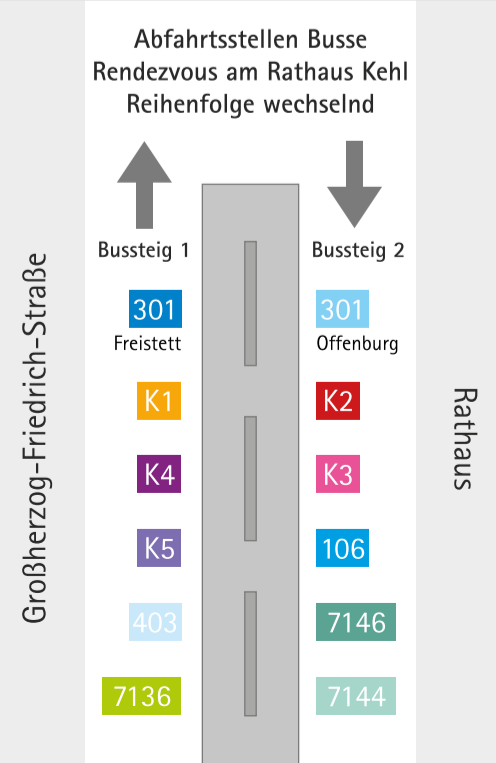 Abfahrtsstellen Busse
Rendezvous am Rathaus Kehl
Reihenfolge wechselnd
Großherzog-Friedrich-Straße
Bussteig 1
301
Freistett
K1
K4
K5
403
7136
Bussteig 2
301
Offenburg
K2
K3
106
7146
7144
Rathaus